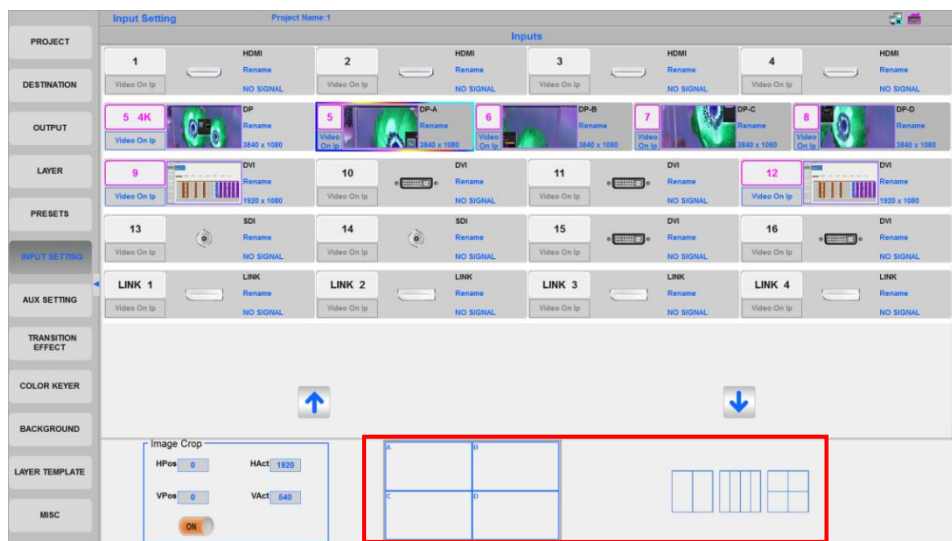 Input Setting Project Name:1
Inputs
PROJECT
DESTINATION
OUTPUT
LAYER
PRESETS
INPUT SETTING
AUX SETTING
TRANSITION
EFFECT
COLOR KEYER
BACKGROUND
LAYER TEMPLATE
MISC
1 HDMI 2 HDMI 3 HDMI 4 HDMI
Rename Rename Rename Rename
Video On Ip NO SIGNAL Video On Ip NO SIGNAL Video On Ip NO SIGNAL Video On Ip NO SIGNAL
5 4K DP 5 DP-A 6 DP-B 7 DP-C 8 DP-D
Rename Rename Rename Rename Rename
Video On Ip 3840 x 1080 Video On Ip 3840 x 1080 Video On Ip 3840 x 1080 Video On Ip 3840 x 1080 Video On Ip 3840 x 1080
9 DVI 10 DVI 11 DVI 12 DVI
Rename Rename Rename Rename
Video On Ip 1920 x 1080 Video On Ip NO SIGNAL Video On Ip NO SIGNAL Video On Ip 1920 x 1080
13 SDI 14 SDI 15 DVI 16 DVI
Rename Rename Rename Rename
Video On Ip NO SIGNAL Video On Ip NO SIGNAL Video On Ip NO SIGNAL Video On Ip NO SIGNAL
LINK 1 LINK LINK 2 LINK LINK 3 LINK LINK 4 LINK
Rename Rename Rename Rename
Video On Ip NO SIGNAL Video On Ip NO SIGNAL Video On Ip NO SIGNAL Video On Ip NO SIGNAL
Image Crop
HPos 0 HAct 1920
VPos 0 VAct 540
ON
A B
C D